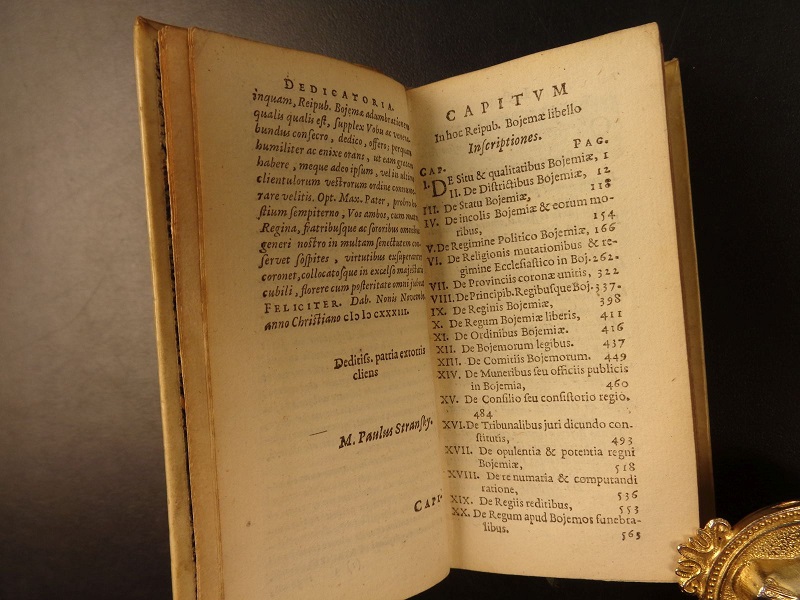 DEDICATORIA.
inquam, Reipub. Bojemæ adumbrationem
qualis qualis est, supplex Vobis ac venera-
bundus consecro, dedico, offero; perquam
humiliter ac enixe orans, ut eam gratam
habere, meque adeo ipsum, vel in ultimo
clientulorum vestrorum ordine connume-
rare velitis. Opt. Max. Pater, prolem
stium sempiterno, Vos ambos, cum matre
Regina, fratribusque ac sororibus omnibus
generi nostro in multam senectutem con-
servet sospites, virtutibus exsuperare
coronet, collocatosque in excelso majestatis
cubili, florere cum posteritate omni jubeat
FELICITER. Dab. Nonis Novemb.
anno Christiano CIↃ IↃ CXXXIII.
Deditiss. patria extorris
cliens
M. Paulus Stransky.
CAPI-
CAPITVM
In hoc Reipub. Bojemæ libello
Inscriptiones.
CAP. PAG.
I. DE Situ & qualitatibus Bojemiæ, 1
II. De Districtibus Bojemiæ, 12
III. De Statu Bojemiæ, 118
IV. De incolis Bojemiæ & eorum mo-
ribus, 154
V. De Regimine Politico Bojemiæ, 166
VI. De Religionis mutationibus & re-
gimine Ecclesiastico in Boj. 262.
VII. De Provinciis coronæ unitis, 322
VIII. De Principib. Regibusque Boj. 337.
IX. De Reginis Bojemiæ, 398
X. De Regum Bojemiæ liberis, 411
XI. De Ordinibus Bojemiæ. 416
XII. De Bojemorum legibus. 437
XIII. De Comitiis Bojemorum. 449
XIV. De Muneribus seu officiis publicis
in Bojemia, 460
XV. De Consilio seu consistorio regio.
484
XVI. De Tribunalibus juri dicundo con-
stitutis, 493
XVII. De opulentia & potentia regni
Bojemiæ, 518
XVIII. De re numaria & computandi
ratione, 536
XIX. De Regiis reditibus, 553
XX. De Regum apud Bojemos funebra-
libus. 565